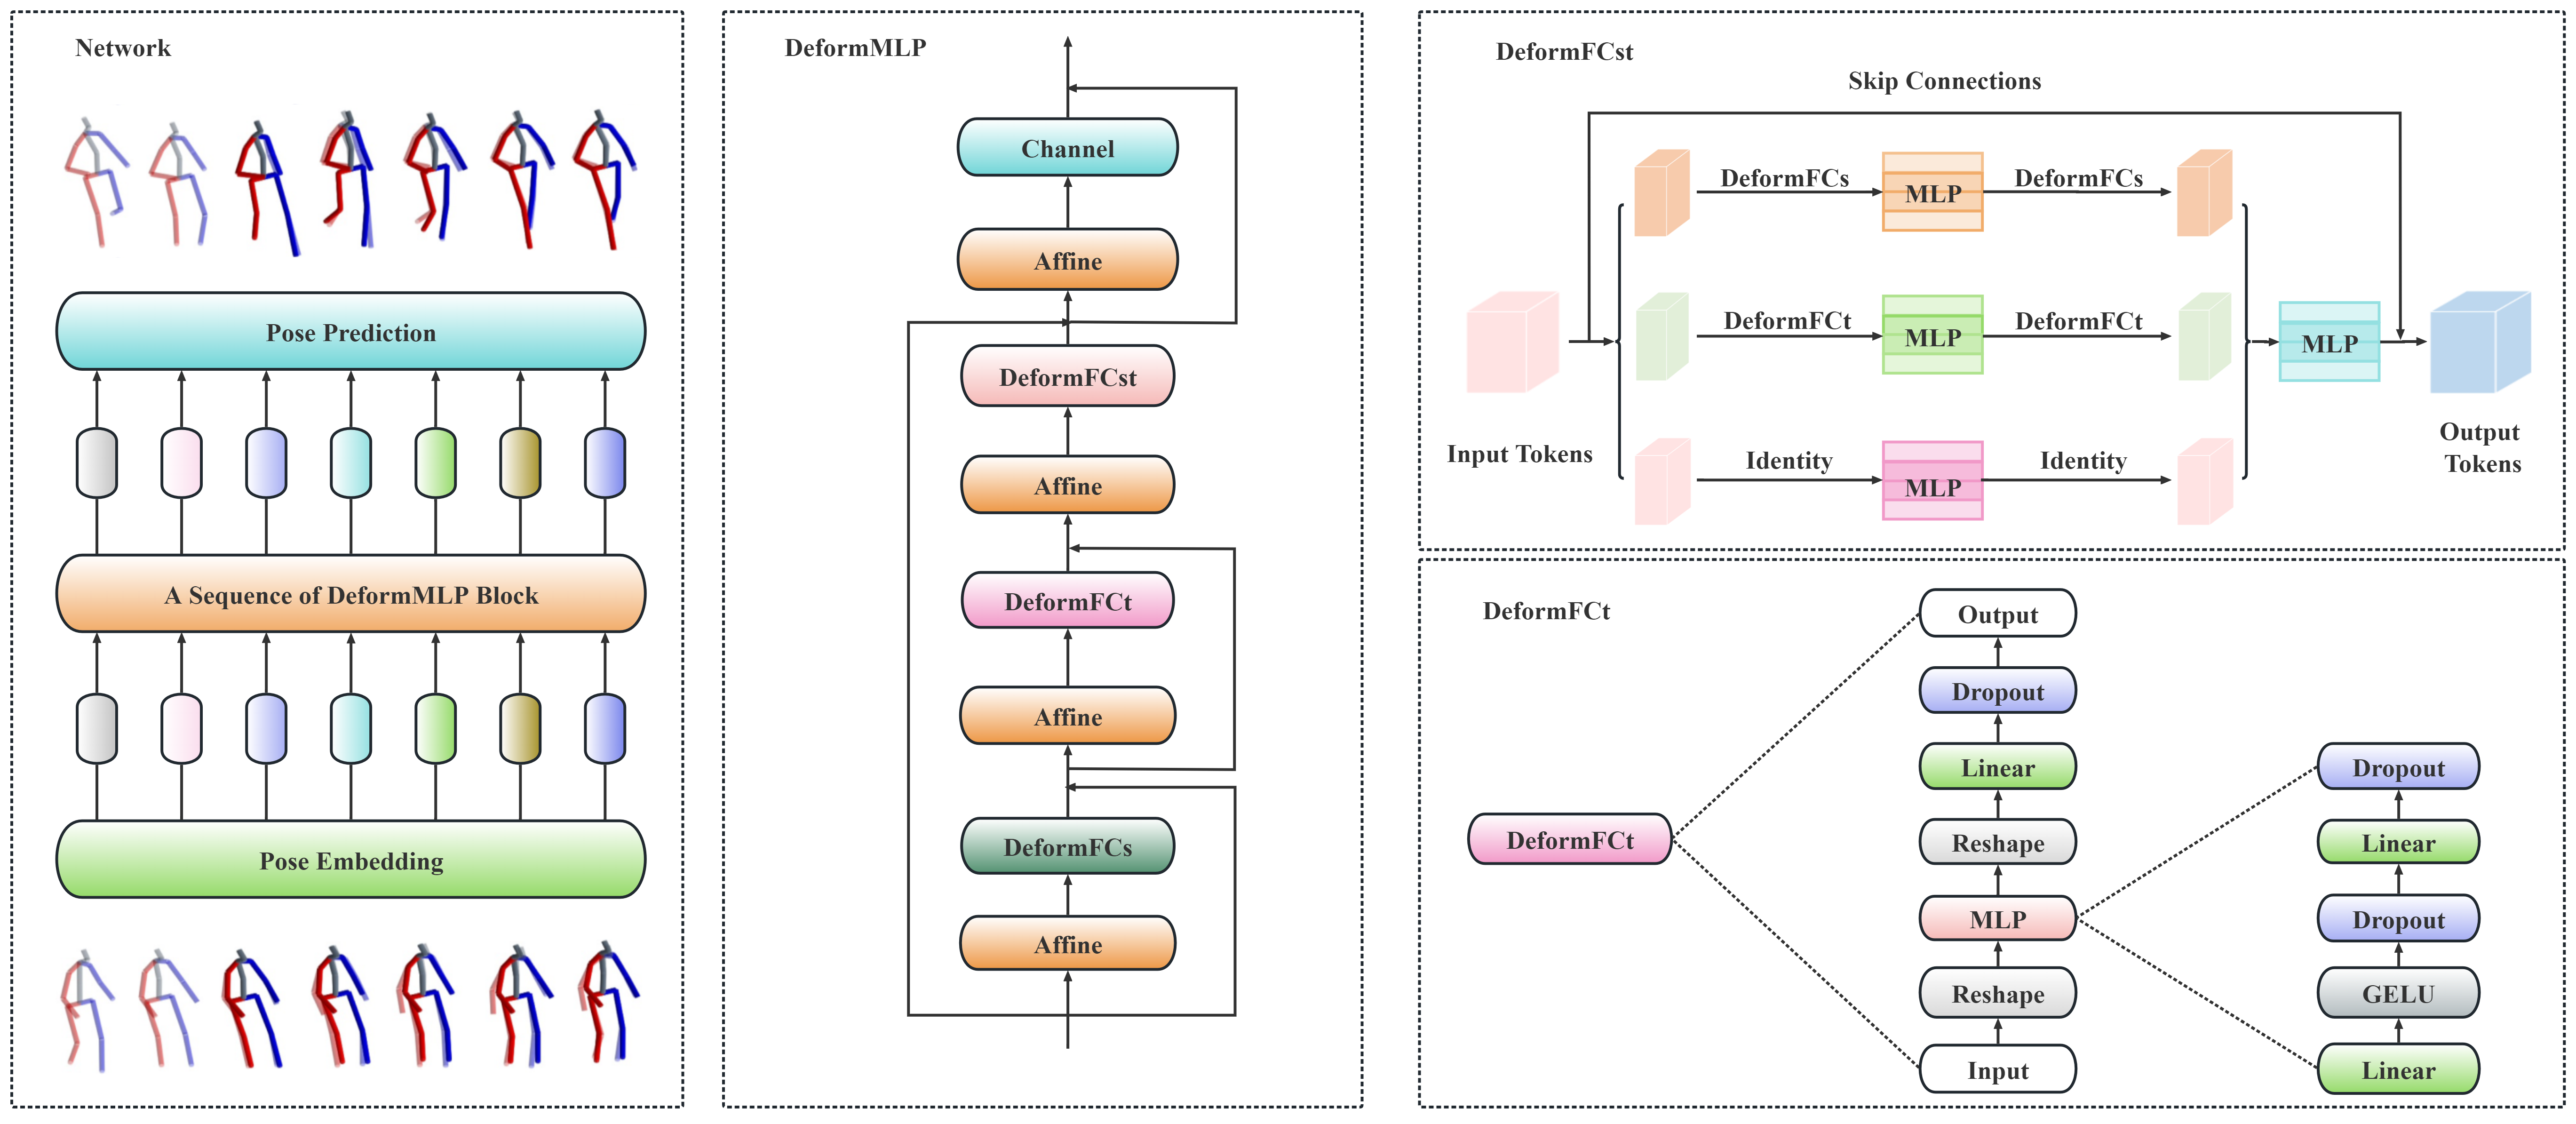 Network
Pose Prediction
A Sequence of DeformMLP Block
Pose Embedding
DeformMLP
Channel
Affine
DeformFCst
Affine
DeformFCt
Affine
DeformFCs
Affine
DeformFCst
Skip Connections
DeformFCs
MLP
DeformFCs
DeformFCt
MLP
DeformFCt
MLP
Input Tokens
Identity
MLP
Identity
Output
Tokens
DeformFCt
Output
Dropout
Linear
Reshape
MLP
Reshape
Input
DeformFCt
Dropout
Linear
Dropout
GELU
Linear